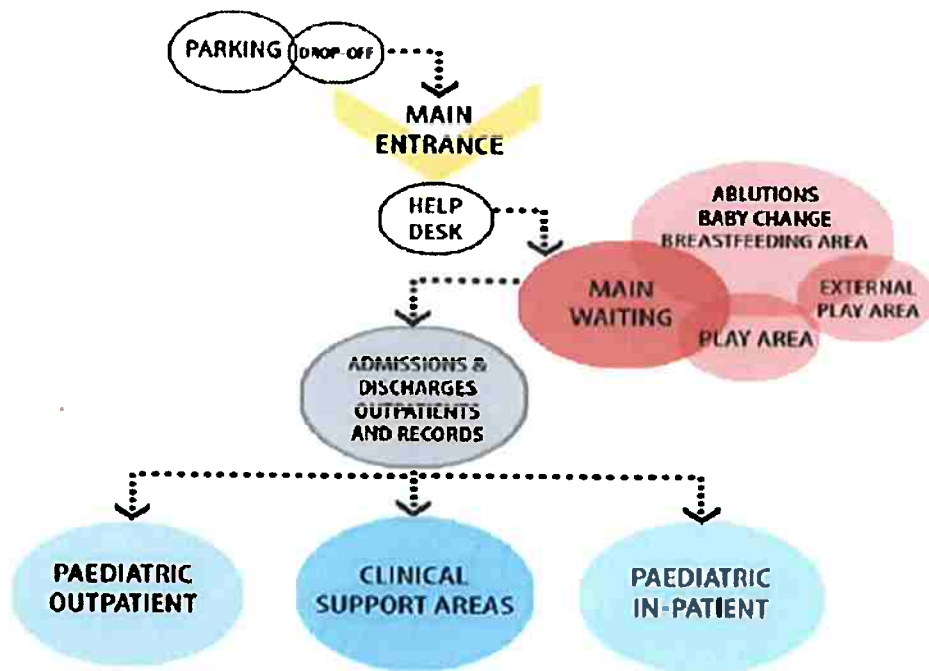 PARKING
DROP-OFF
MAIN
ENTRANCE
HELP
DESK
ABLUTIONS
BABY CHANGE
BREASTFEEDING AREA
EXTERNAL
PLAY AREA
MAIN
WAITING
PLAY AREA
ADMISSIONS &
DISCHARGES
OUTPATIENTS
AND RECORDS
PAEDIATRIC
OUTPATIENT
CLINICAL
SUPPORT AREAS
PAEDIATRIC
IN-PATIENT